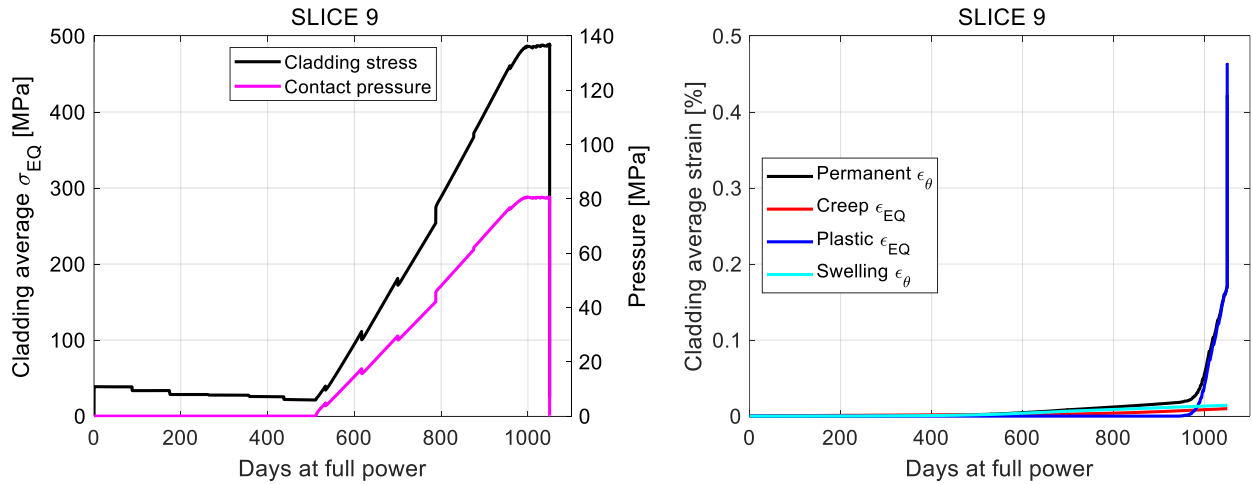 SLICE 9
500
400
300
200
100
0
Cladding average σEQ [MPa]
Cladding stress
Contact pressure
140
120
100
80
60
40
20
0
Pressure [MPa]
0 200 400 600 800 1000
Days at full power
SLICE 9
0.5
0.4
0.3
0.2
0.1
0
Cladding average strain [%]
Permanent ϵθ
Creep ϵEQ
Plastic ϵEQ
Swelling ϵθ
0 200 400 600 800 1000
Days at full power